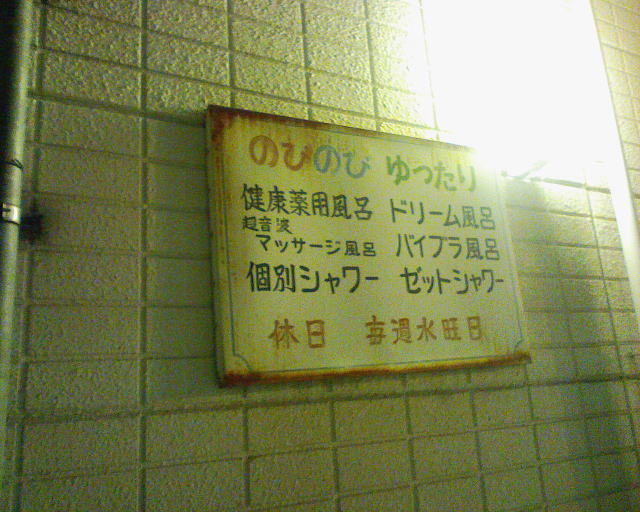 のびのび ゆったり
健康薬用風呂 ドリーム風呂
超音波
マッサージ風呂 バイブラ風呂
個別シャワー ゼットシャワー
休日 毎週水旺日